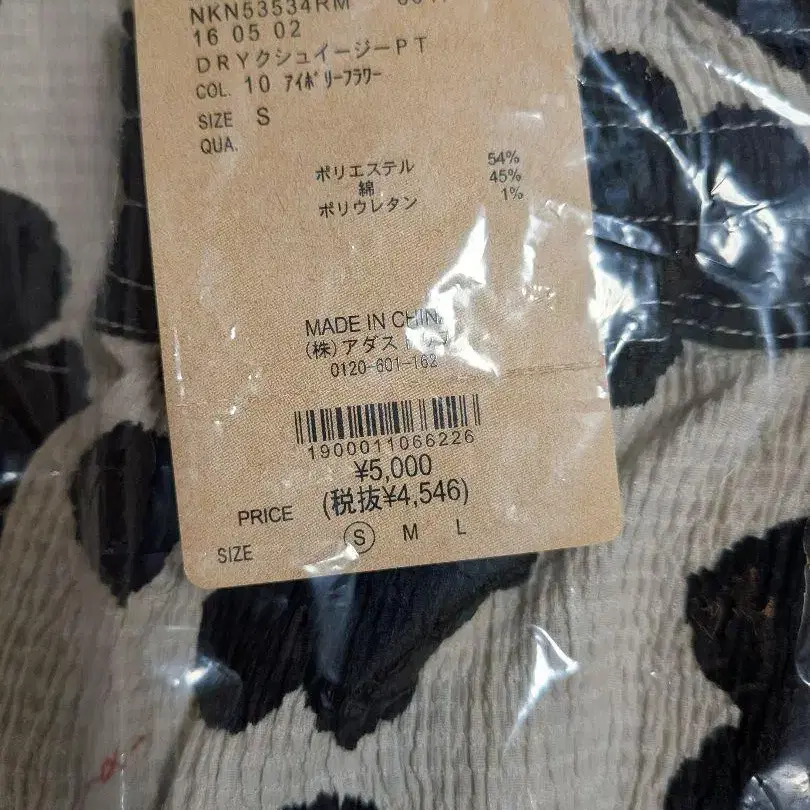 NKN53534RM
16 05 02
DRYクシュイージーPT
COL. 10 アイボリーフラワー
SIZE S
QUA.
ポリエステル 54%
綿 45%
ポリウレタン 1%
MADE IN
(株)アダス
0120-601-162
1900011066226
¥5,000
PRICE (税抜¥4,546)
SIZE S M L